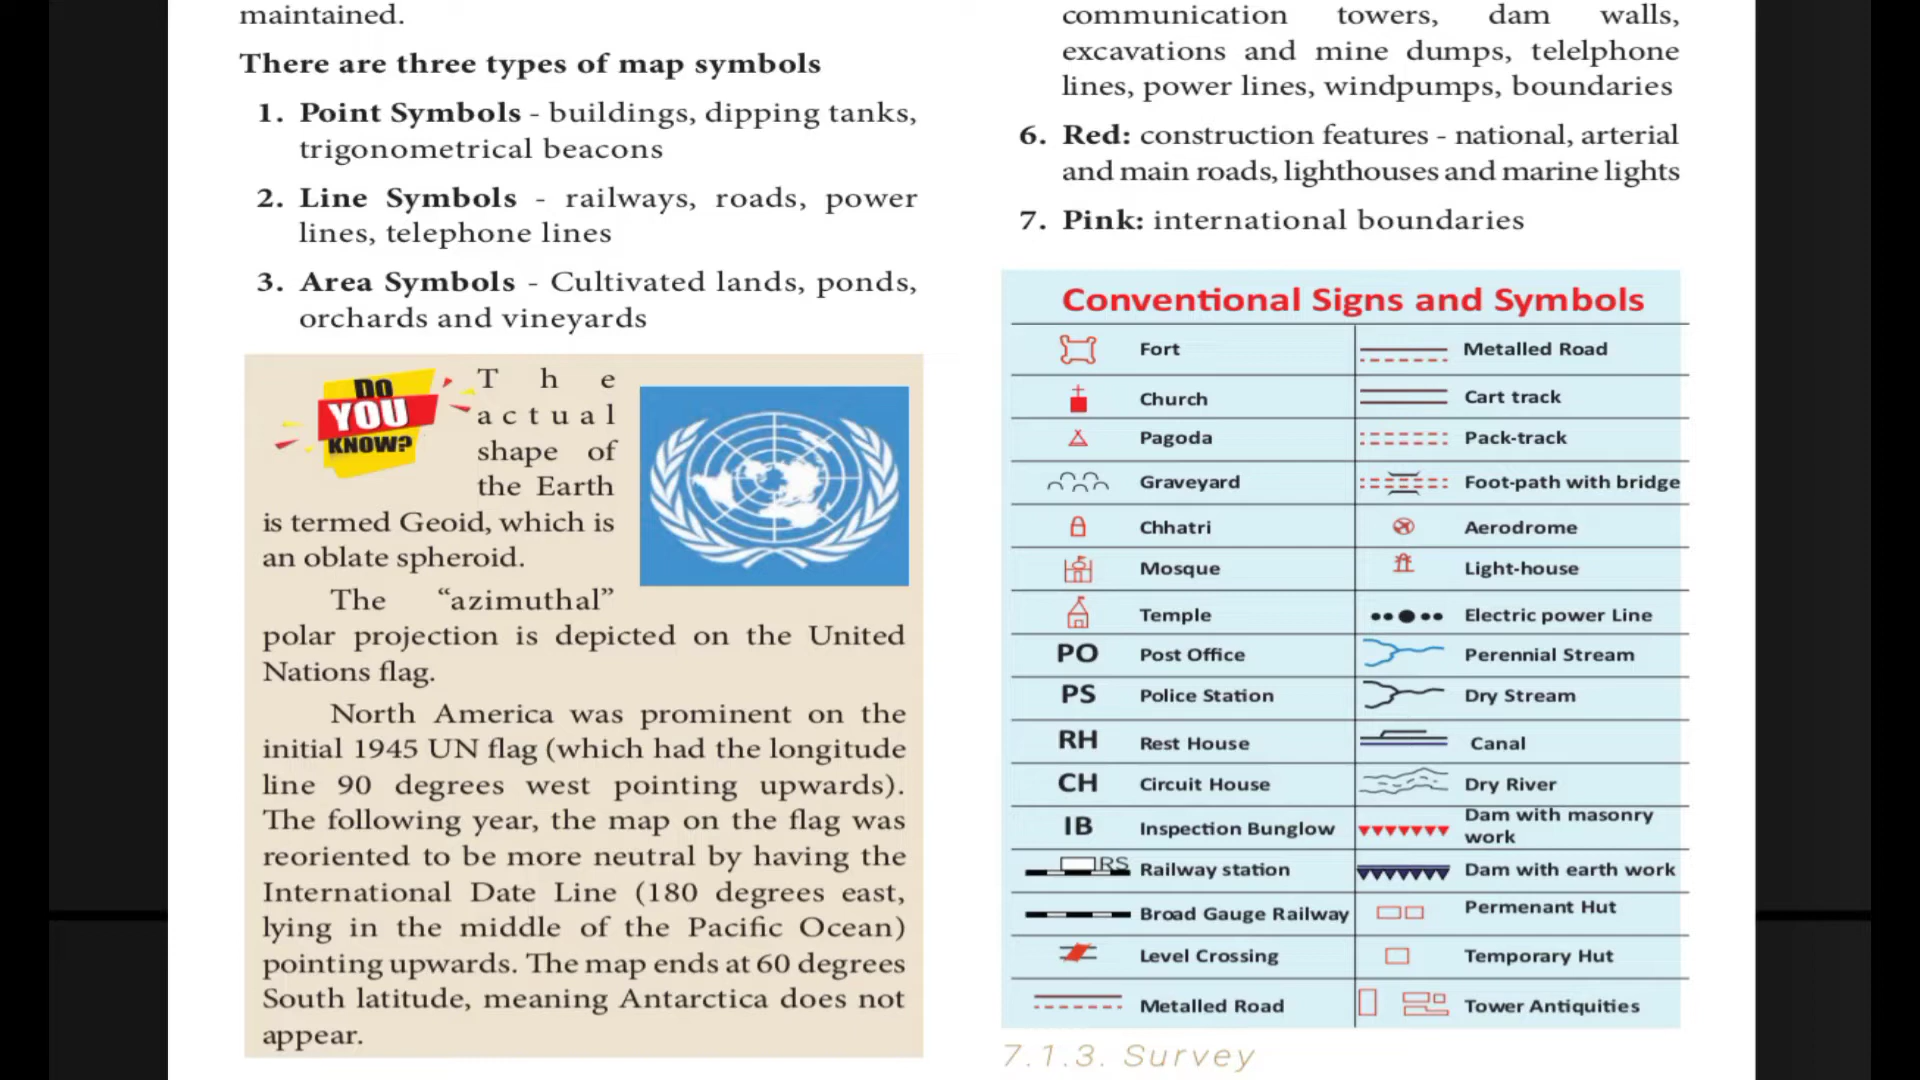 maintained.
There are three types of map symbols
1. Point Symbols - buildings, dipping tanks,
trigonometrical beacons
2. Line Symbols - railways, roads, power
lines, telephone lines
3. Area Symbols - Cultivated lands, ponds,
orchards and vineyards
DO
YOU
KNOW?
The
actual
shape of
the Earth
is termed Geoid, which is
an oblate spheroid.
The “azimuthal”
polar projection is depicted on the United
Nations flag.
North America was prominent on the
initial 1945 UN flag (which had the longitude
line 90 degrees west pointing upwards).
The following year, the map on the flag was
reoriented to be more neutral by having the
International Date Line (180 degrees east,
lying in the middle of the Pacific Ocean)
pointing upwards. The map ends at 60 degrees
South latitude, meaning Antarctica does not
appear.
communication towers, dam walls,
excavations and mine dumps, telelphone
lines, power lines, windpumps, boundaries
6. Red: construction features - national, arterial
and main roads, lighthouses and marine lights
7. Pink: international boundaries
Conventional Signs and Symbols
Fort Metalled Road
Church Cart track
Pagoda Pack-track
Graveyard Foot-path with bridge
Chhatri Aerodrome
Mosque Light-house
Temple Electric power Line
PO Post Office Perennial Stream
PS Police Station Dry Stream
RH Rest House Canal
CH Circuit House Dry River
IB Inspection Bunglow Dam with masonry
work
RS Railway station Dam with earth work
Broad Gauge Railway Permenant Hut
Level Crossing Temporary Hut
Metalled Road Tower Antiquities
7.1.3. Survey